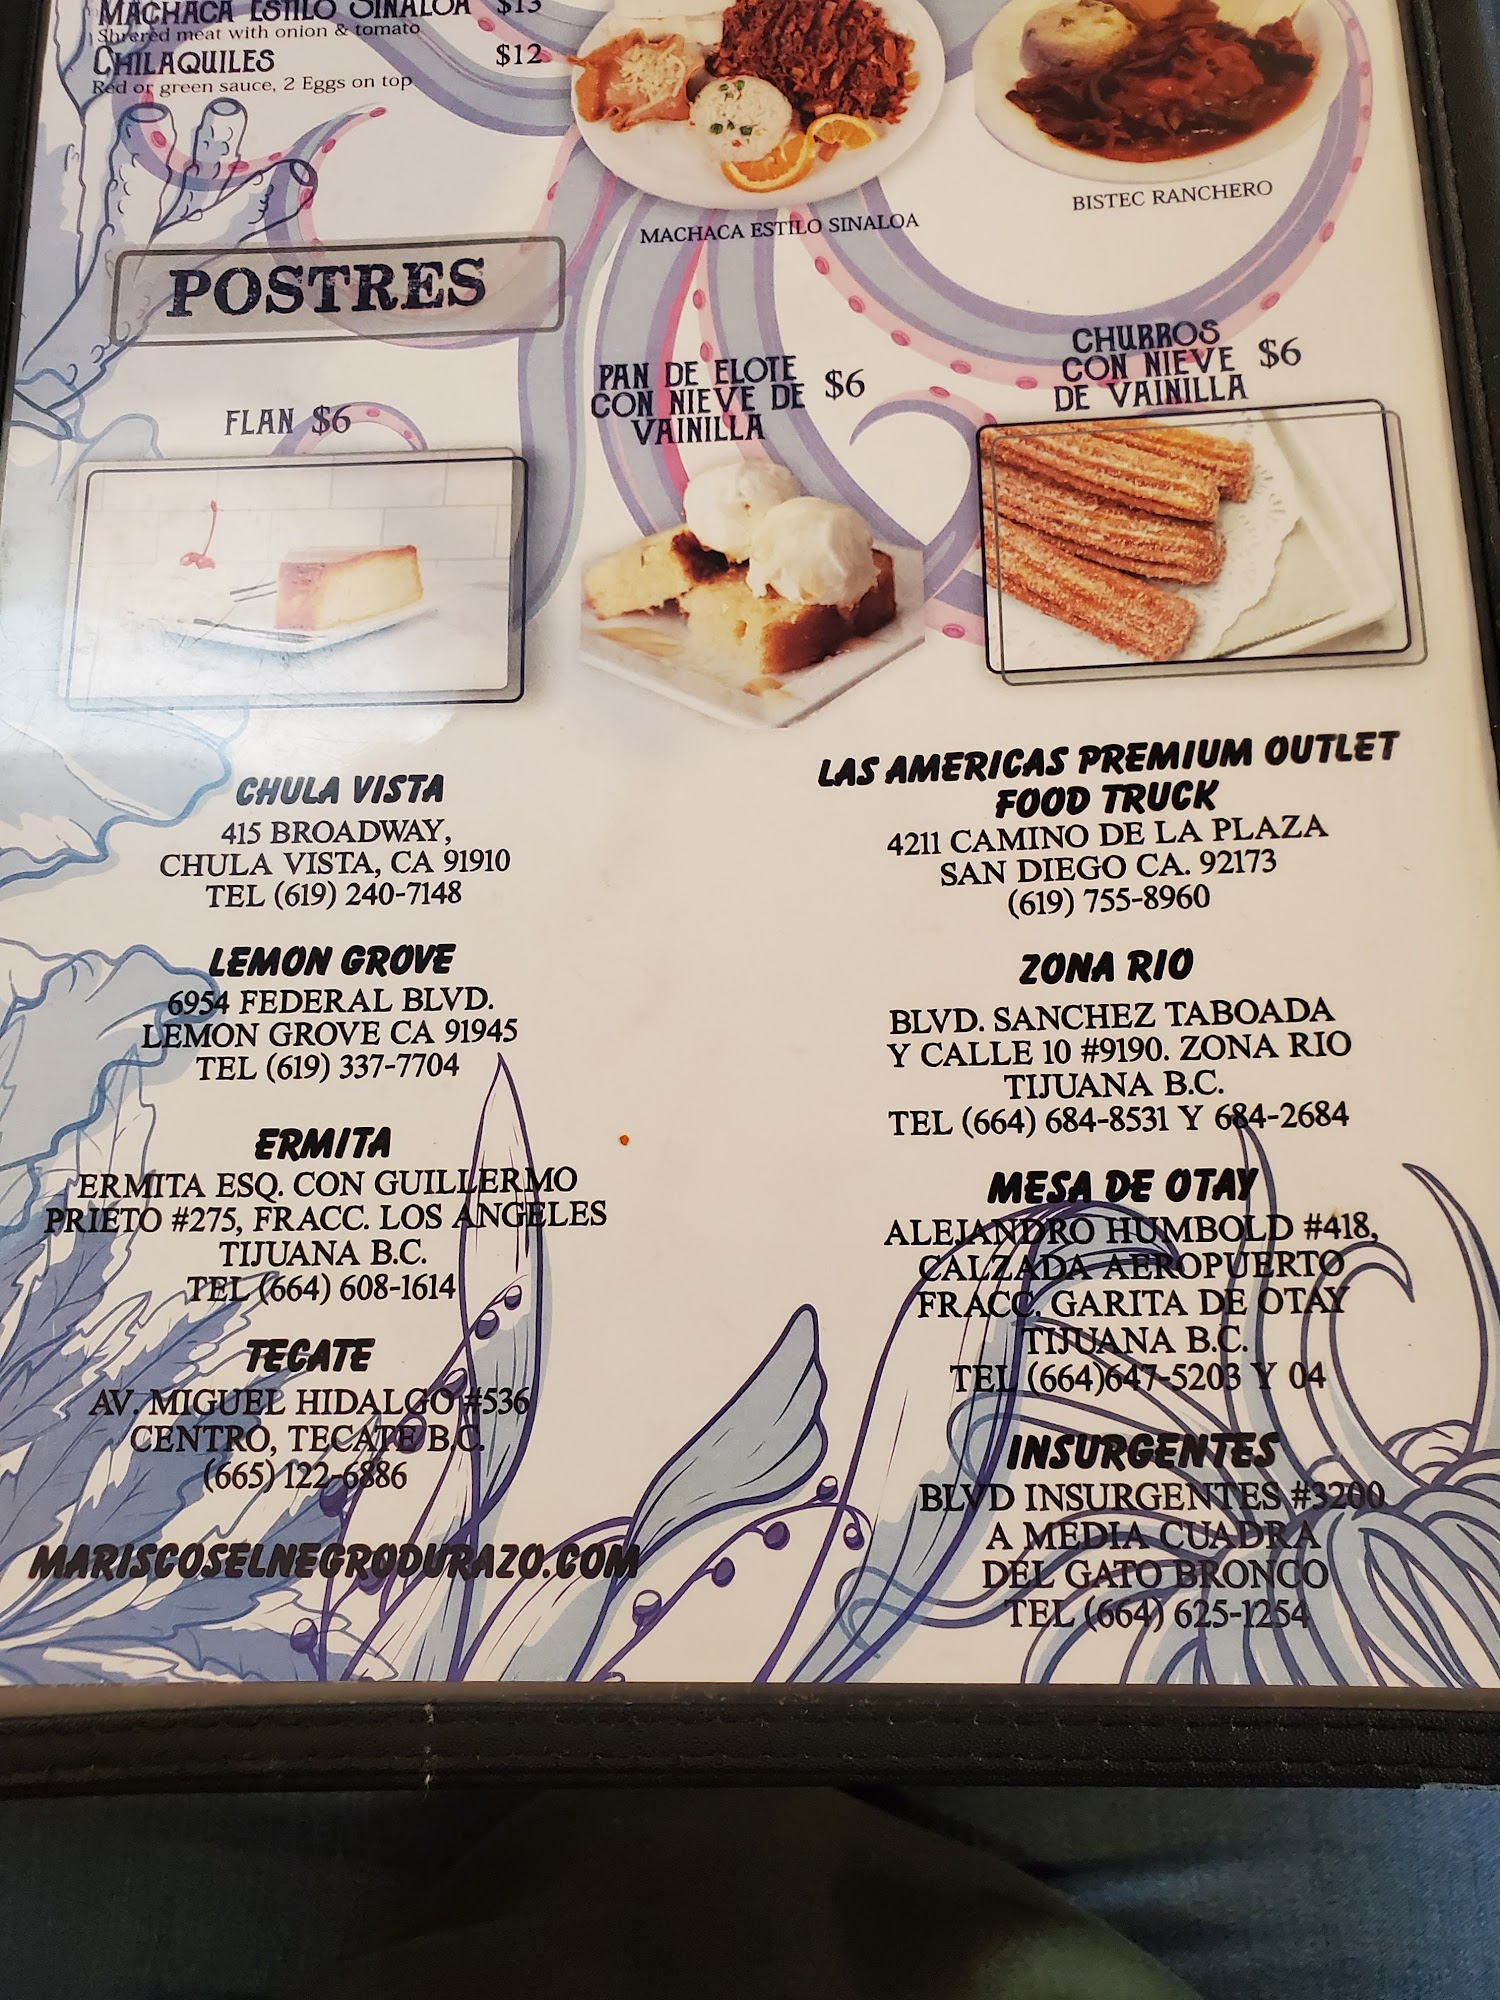 MACHACA ESTILO SINALOA $13
Shrered meat with onion & tomato
CHILAQUILES $12
Red or green sauce, 2 Eggs on top
MACHACA ESTILO SINALOA
BISTEC RANCHERO
POSTRES
FLAN $6
PAN DE ELOTE
CON NIEVE DE $6
VAINILLA
CHURROS
CON NIEVE $6
DE VAINILLA
CHULA VISTA
415 BROADWAY,
CHULA VISTA, CA 91910
TEL (619) 240-7148
LEMON GROVE
6954 FEDERAL BLVD.
LEMON GROVE CA 91945
TEL (619) 337-7704
ERMITA
ERMITA ESQ. CON GUILLERMO
PRIETO #275, FRACC. LOS ANGELES
TIJUANA B.C.
TEL (664) 608-1614
TECATE
AV. MIGUEL HIDALGO #536
CENTRO, TECATE B.C.
(665) 122-6886
MARISCOSELNEGRODURAZO.COM
LAS AMERICAS PREMIUM OUTLET
FOOD TRUCK
4211 CAMINO DE LA PLAZA
SAN DIEGO CA. 92173
(619) 755-8960
ZONA RIO
BLVD. SANCHEZ TABOADA
Y CALLE 10 #9190. ZONA RIO
TIJUANA B.C.
TEL (664) 684-8531 Y 684-2684
MESA DE OTAY
ALEJANDRO HUMBOLD #418,
CALZADA AEROPUERTO
FRACC. GARITA DE OTAY
TIJUANA B.C.
TEL (664)647-5203 Y 04
INSURGENTES
BLVD INSURGENTES #3200
A MEDIA CUADRA
DEL GATO BRONCO
TEL (664) 625-1254